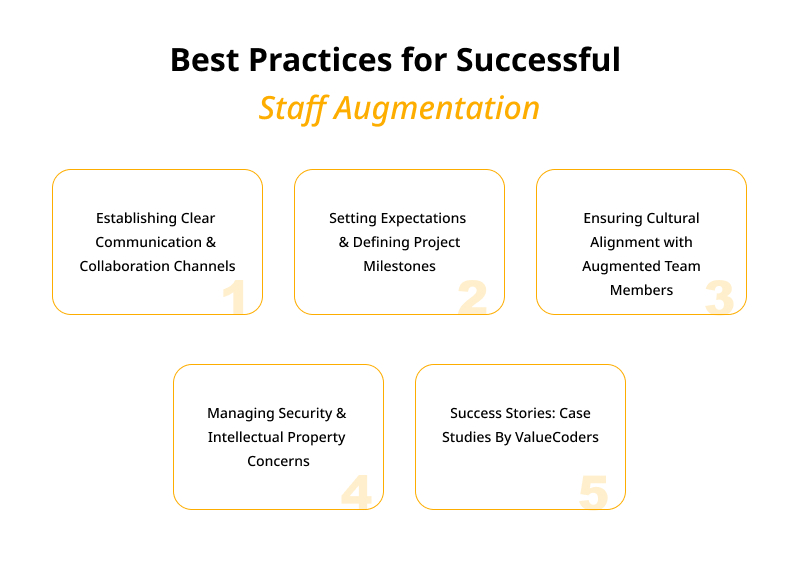 Best Practices for Successful
Staff Augmentation
Establishing Clear
Communication &
Collaboration Channels
1
Setting Expectations
& Defining Project
Milestones
2
Ensuring Cultural
Alignment with
Augmented Team
Members
3
Managing Security &
Intellectual Property
Concerns
4
Success Stories: Case
Studies By ValueCoders
5